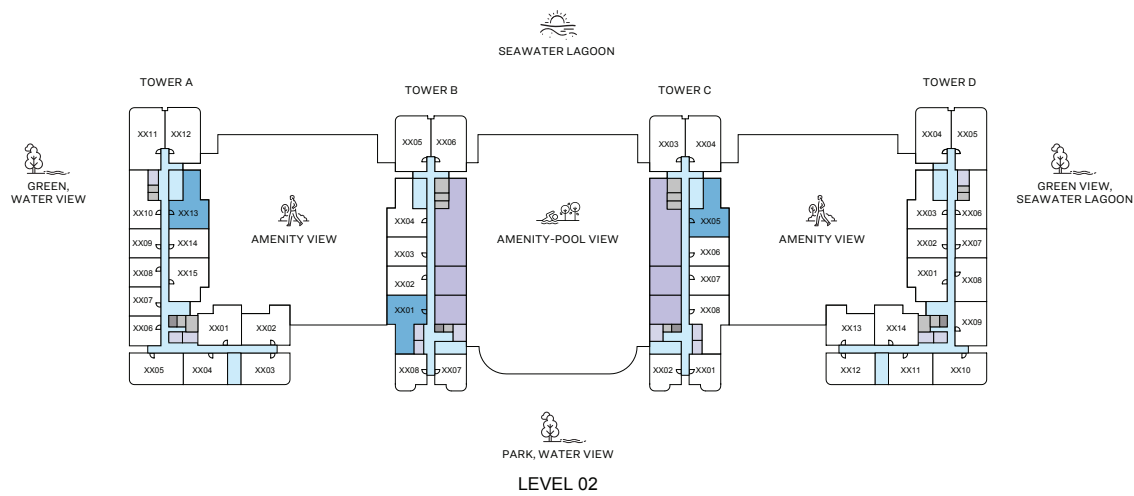 SEAWATER LAGOON
TOWER A
TOWER B
TOWER C
TOWER D
GREEN,
WATER VIEW
XX11
XX12
XX10
XX13
XX09
XX14
XX08
XX15
XX07
XX06
XX01
XX02
XX05
XX04
XX03
AMENITY VIEW
XX05
XX06
XX04
XX03
XX02
XX01
XX08
XX07
AMENITY-POOL VIEW
XX03
XX04
XX05
XX06
XX07
XX08
XX02
XX01
AMENITY VIEW
XX04
XX05
XX03
XX06
XX02
XX07
XX01
XX08
XX09
XX13
XX14
XX12
XX11
XX10
GREEN VIEW,
SEAWATER LAGOON
PARK, WATER VIEW
LEVEL 02